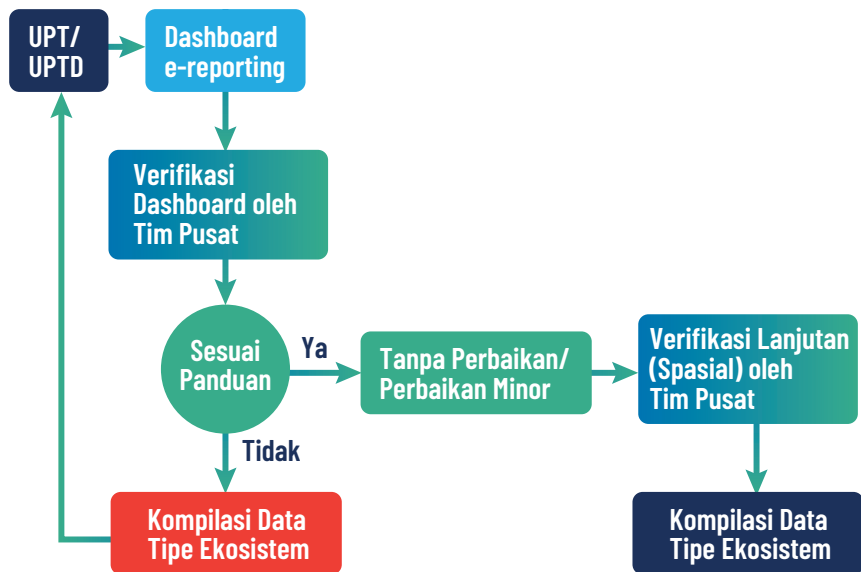 UPT/
UPTD
Dashboard
e-reporting
Verifikasi
Dashboard oleh
Tim Pusat
Sesuai
Panduan
Ya
Tanpa Perbaikan/
Perbaikan Minor
Verifikasi Lanjutan
(Spasial) oleh
Tim Pusat
Tidak
Kompilasi Data
Tipe Ekosistem
Kompilasi Data
Tipe Ekosistem